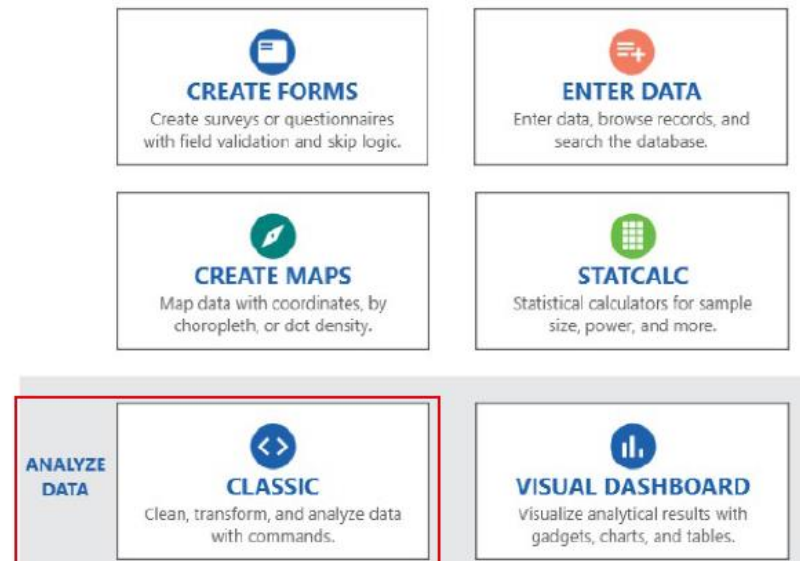 CREATE FORMS
Create surveys or questionnaires
with field validation and skip logic.
ENTER DATA
Enter data, browse records, and
search the database.
CREATE MAPS
Map data with coordinates, by
choropleth, or dot density.
STATCALC
Statistical calculators for sample
size, power, and more.
ANALYZE
DATA
CLASSIC
Clean, transform, and analyze data
with commands.
VISUAL DASHBOARD
Visualize analytical results with
gadgets, charts, and tables.